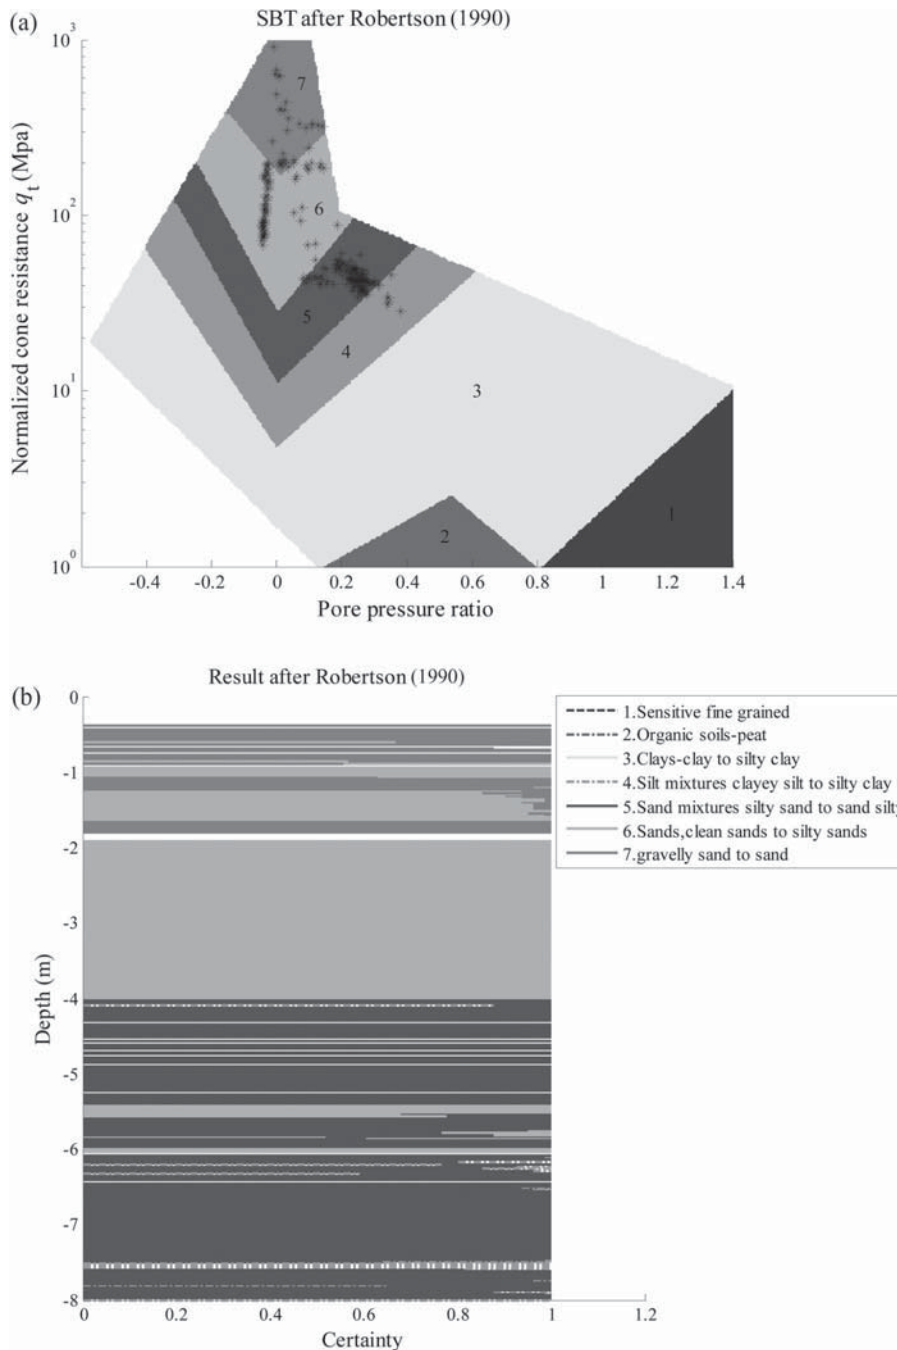 (a)
SBT after Robertson (1990)
Normalized cone resistance qt (Mpa)
10³
10²
10¹
10⁰
7
6
5
4
3
2
1
-0.4 -0.2 0 0.2 0.4 0.6 0.8 1 1.2 1.4
Pore pressure ratio
(b)
Result after Robertson (1990)
Depth (m)
0
-1
-2
-3
-4
-5
-6
-7
-8
1.Sensitive fine grained
2.Organic soils-peat
3.Clays-clay to silty clay
4.Silt mixtures clayey silt to silty clay
5.Sand mixtures silty sand to sand silty
6.Sands,clean sands to silty sands
7.gravelly sand to sand
0 0.2 0.4 0.6 0.8 1 1.2
Certainty